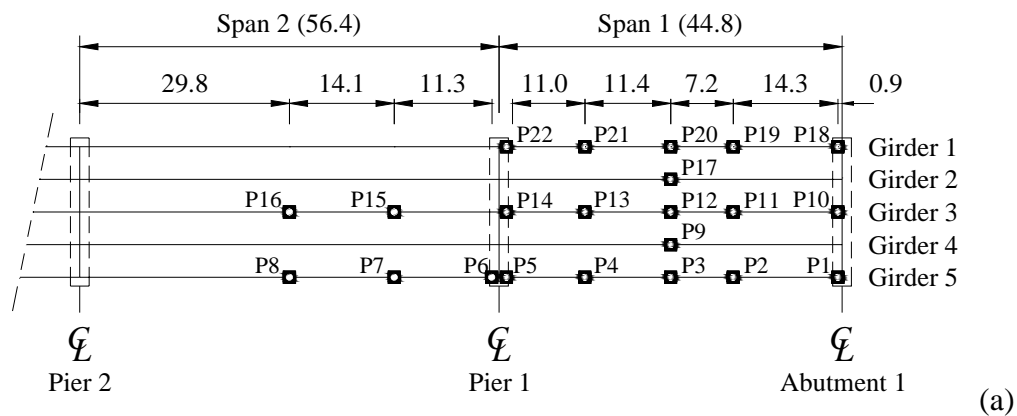 Span 2 (56.4) Span 1 (44.8)
29.8 14.1 11.3 11.0 11.4 7.2 14.3 0.9
P22 P21 P20 P19 P18 Girder 1
P17 Girder 2
P16 P15 P14 P13 P12 P11 P10 Girder 3
P9 Girder 4
P8 P7 P6 P5 P4 P3 P2 P1 Girder 5
CL CL CL
Pier 2 Pier 1 Abutment 1
(a)